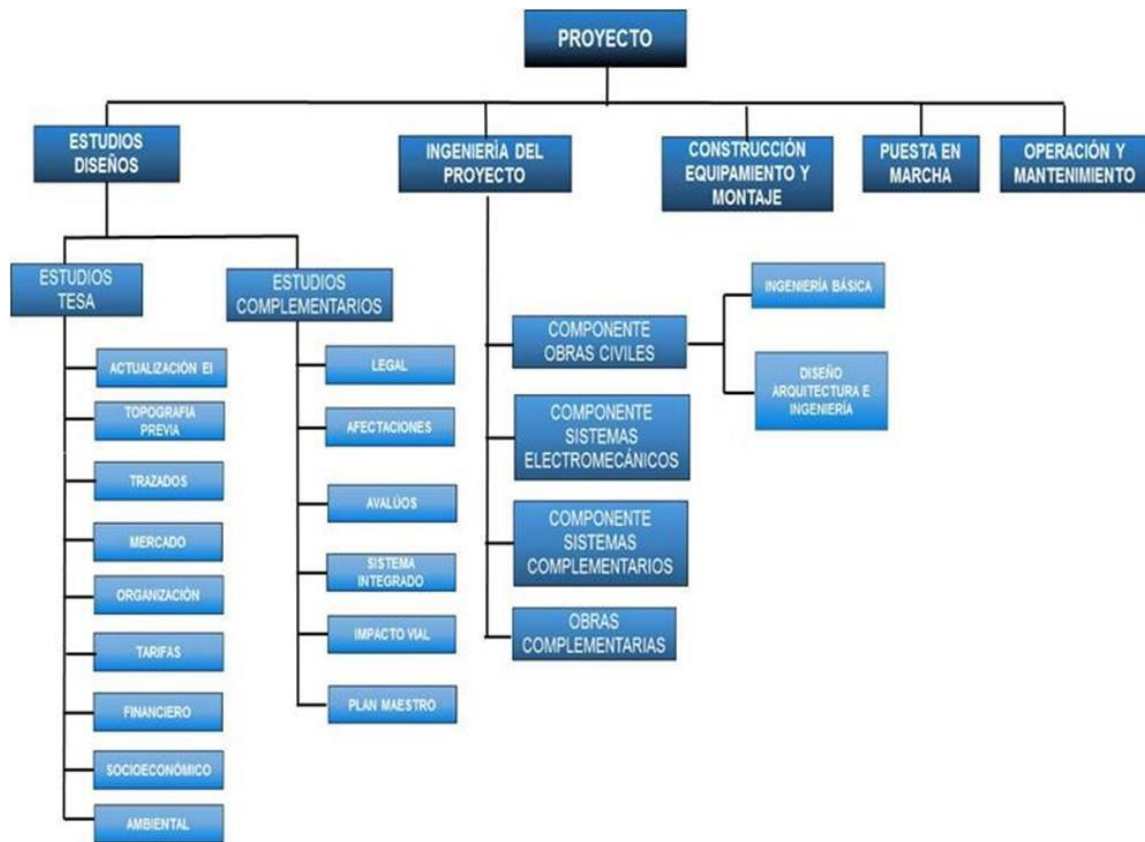 PROYECTO
ESTUDIOS
DISEÑOS
INGENIERÍA DEL
PROYECTO
CONSTRUCCIÓN
EQUIPAMIENTO Y
MONTAJE
PUESTA EN
MARCHA
OPERACIÓN Y
MANTENIMIENTO
ESTUDIOS
TESA
ACTUALIZACIÓN EI
TOPOGRAFIA
PREVIA
TRAZADOS
MERCADO
ORGANIZACIÓN
TARIFAS
FINANCIERO
SOCIOECONÓMICO
AMBIENTAL
ESTUDIOS
COMPLEMENTARIOS
LEGAL
AFECTACIONES
AVALÚOS
SISTEMA
INTEGRADO
IMPACTO VIAL
PLAN MAESTRO
COMPONENTE
OBRAS CIVILES
INGENIERÍA BÁSICA
DISEÑO
ARQUITECTURA E
INGENIERÍA
COMPONENTE
SISTEMAS
ELECTROMECÁNICOS
COMPONENTE
SISTEMAS
COMPLEMENTARIOS
OBRAS
COMPLEMENTARIAS